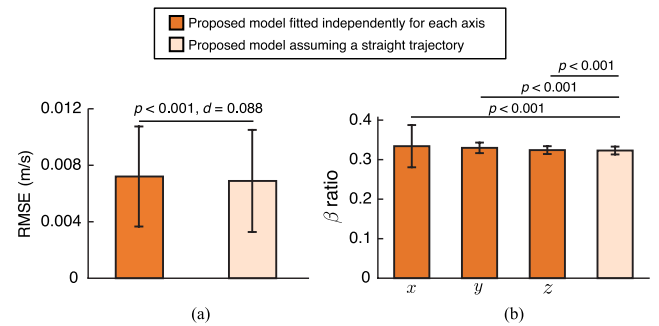 Proposed model fitted independently for each axis
Proposed model assuming a straight trajectory
p < 0.001
p < 0.001
p < 0.001
p < 0.001, d = 0.088
0.012
0.008
0.004
0
RMSE (m/s)
0.4
0.3
0.2
0.1
0
β ratio
x y z
(a) (b)